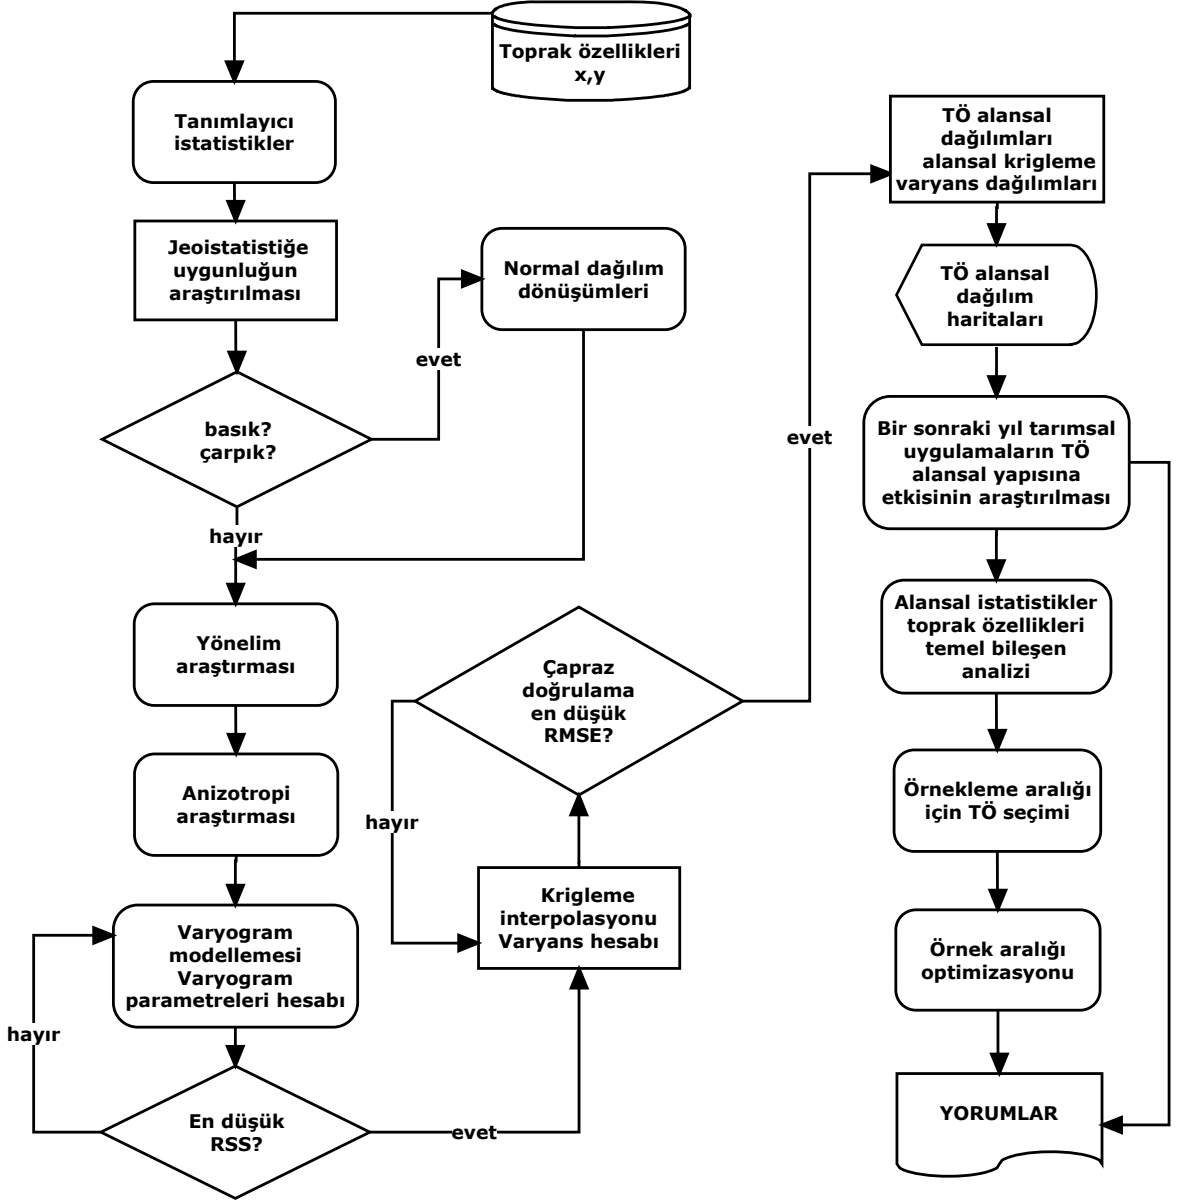 Toprak özellikleri
x,y
Tanımlayıcı
istatistikler
Jeoistatistiğe
uygunluğun
araştırılması
Normal dağılım
dönüşümleri
evet
basık?
çarpık?
hayır
Yönelim
araştırması
Anizotropi
araştırması
Varyogram
modellemesi
Varyogram
parametreleri hesabı
hayır
En düşük
RSS?
evet
Krigleme
interpolasyonu
Varyans hesabı
hayır
Çapraz
doğrulama
en düşük
RMSE?
evet
TÖ alansal
dağılımları
alansal krigleme
varyans dağılımları
TÖ alansal
dağılım
haritaları
Bir sonraki yıl tarımsal
uygulamaların TÖ
alansal yapısına
etkisinin araştırılması
Alansal istatistikler
toprak özellikleri
temel bileşen
analizi
Örnekleme aralığı
için TÖ seçimi
Örnek aralığı
optimizasyonu
YORUMLAR